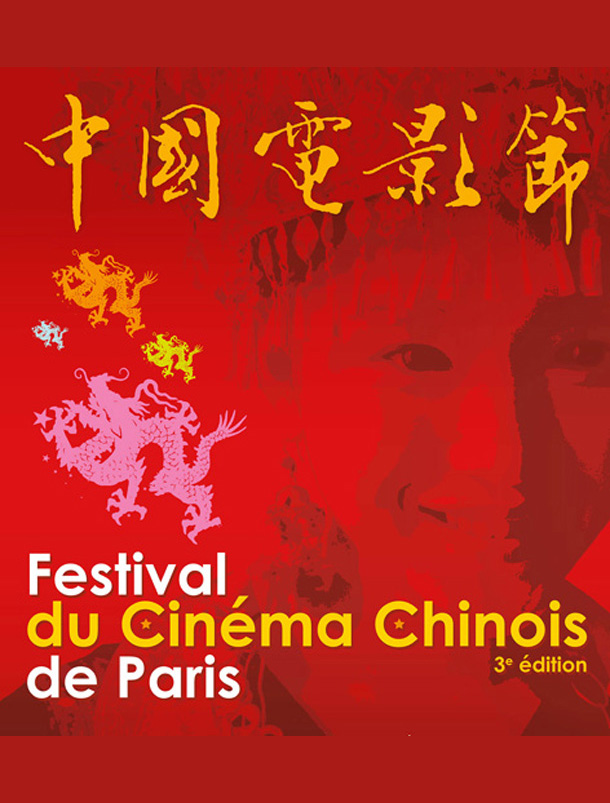 中國電影節
Festival
du Cinéma Chinois
3e édition
de Paris